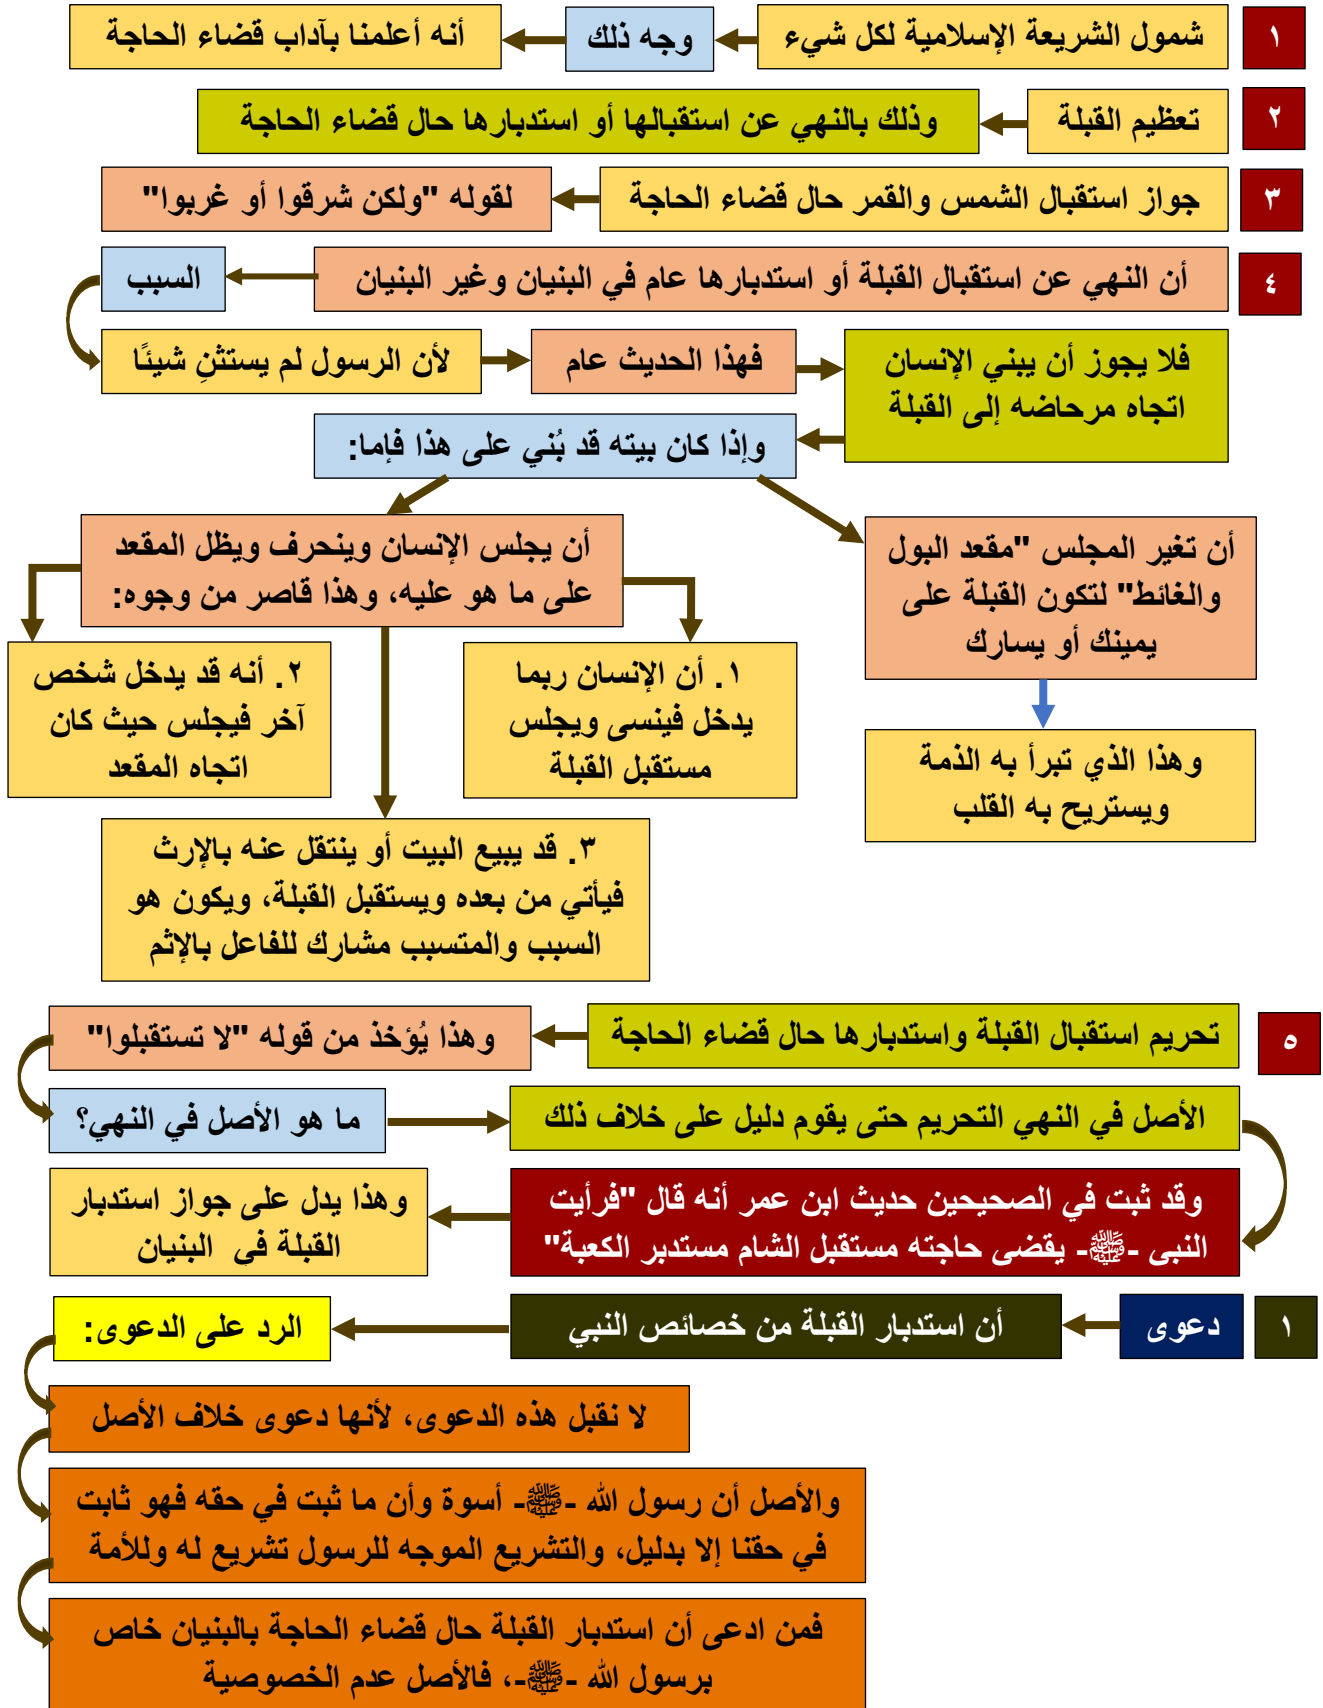 ١
شمول الشريعة الإسلامية لكل شيء
وجه ذلك
أنه أعلمنا بآداب قضاء الحاجة
٢
تعظيم القبلة
وذلك بالنهي عن استقبالها أو استدبارها حال قضاء الحاجة
٣
جواز استقبال الشمس والقمر حال قضاء الحاجة
لقوله "ولكن شرقوا أو غربوا"
٤
أن النهي عن استقبال القبلة أو استدبارها عام في البنيان وغير البنيان
السبب
لأن الرسول لم يستثنِ شيئًا
فهذا الحديث عام
فلا يجوز أن يبني الإنسان
اتجاه مرحاضه إلى القبلة
وإذا كان بيته قد بُني على هذا فإما:
أن تغير المجلس "مقعد البول
والغائط" لتكون القبلة على
يمينك أو يسارك
وهذا الذي تبرأ به الذمة
ويستريح به القلب
أن يجلس الإنسان وينحرف ويظل المقعد
على ما هو عليه، وهذا قاصر من وجوه:
١. أن الإنسان ربما
يدخل فينسى ويجلس
مستقبل القبلة
٢. أنه قد يدخل شخص
آخر فيجلس حيث كان
اتجاه المقعد
٣. قد يبيع البيت أو ينتقل عنه بالإرث
فيأتي من بعده ويستقبل القبلة، ويكون هو
السبب والمتسبب مشارك للفاعل بالإثم
٥
تحريم استقبال القبلة واستدبارها حال قضاء الحاجة
وهذا يُؤخذ من قوله "لا تستقبلوا"
ما هو الأصل في النهي؟
الأصل في النهي التحريم حتى يقوم دليل على خلاف ذلك
وقد ثبت في الصحيحين حديث ابن عمر أنه قال "فرأيت
النبى -ﷺ- يقضى حاجته مستقبل الشام مستدبر الكعبة"
وهذا يدل على جواز استدبار
القبلة فى البنيان
١
دعوى
أن استدبار القبلة من خصائص النبي
الرد على الدعوى:
لا نقبل هذه الدعوى، لأنها دعوى خلاف الأصل
والأصل أن رسول الله -ﷺ- أسوة وأن ما ثبت في حقه فهو ثابت
في حقنا إلا بدليل، والتشريع الموجه للرسول تشريع له وللأمة
فمن ادعى أن استدبار القبلة حال قضاء الحاجة بالبنيان خاص
برسول الله -ﷺ-، فالأصل عدم الخصوصية